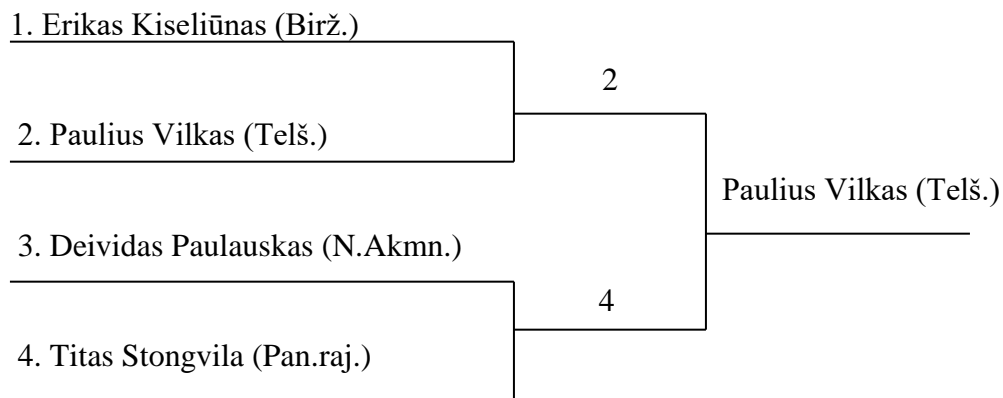 1. Erikas Kiseliūnas (Birž.)
2
2. Paulius Vilkas (Telš.)
Paulius Vilkas (Telš.)
3. Deividas Paulauskas (N.Akmn.)
4
4. Titas Stongvila (Pan.raj.)